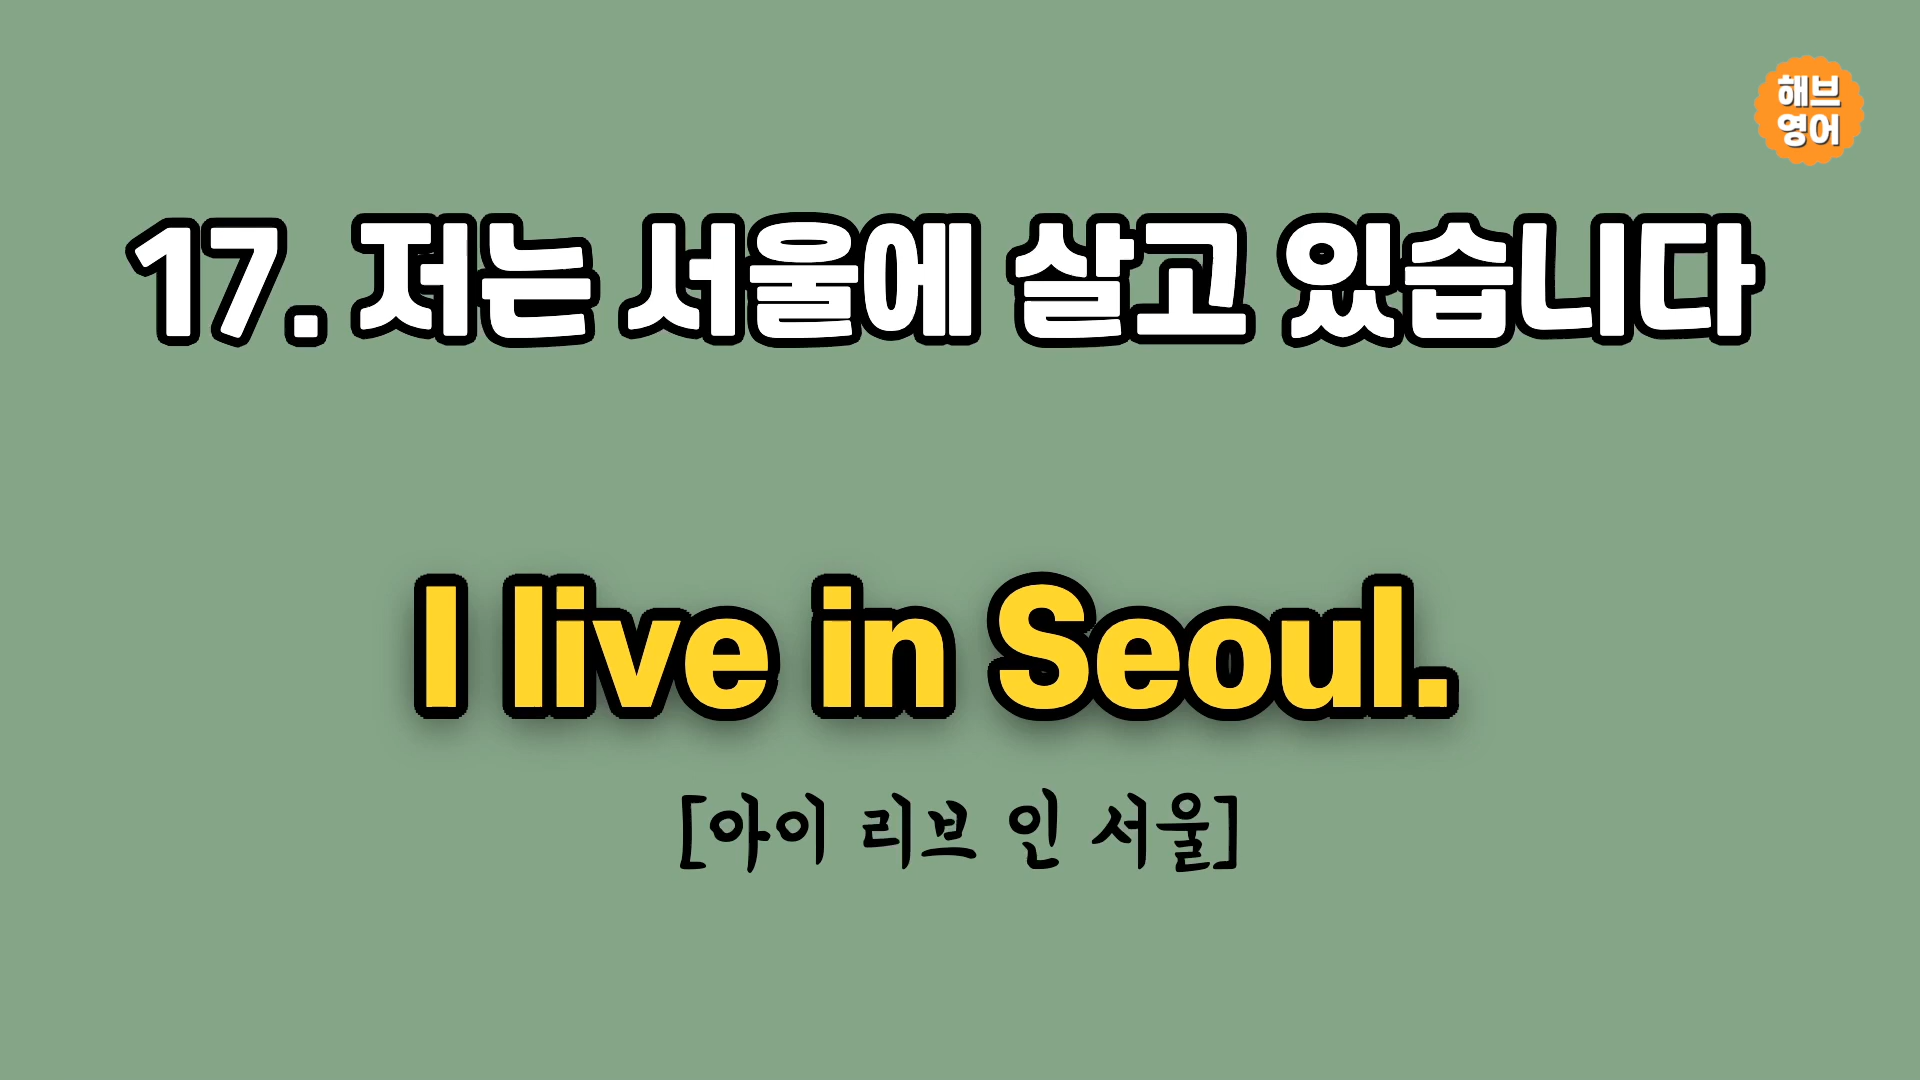 해브
영어
17. 저는 서울에 살고 있습니다
I live in Seoul.
[아이 리브 인 서울]